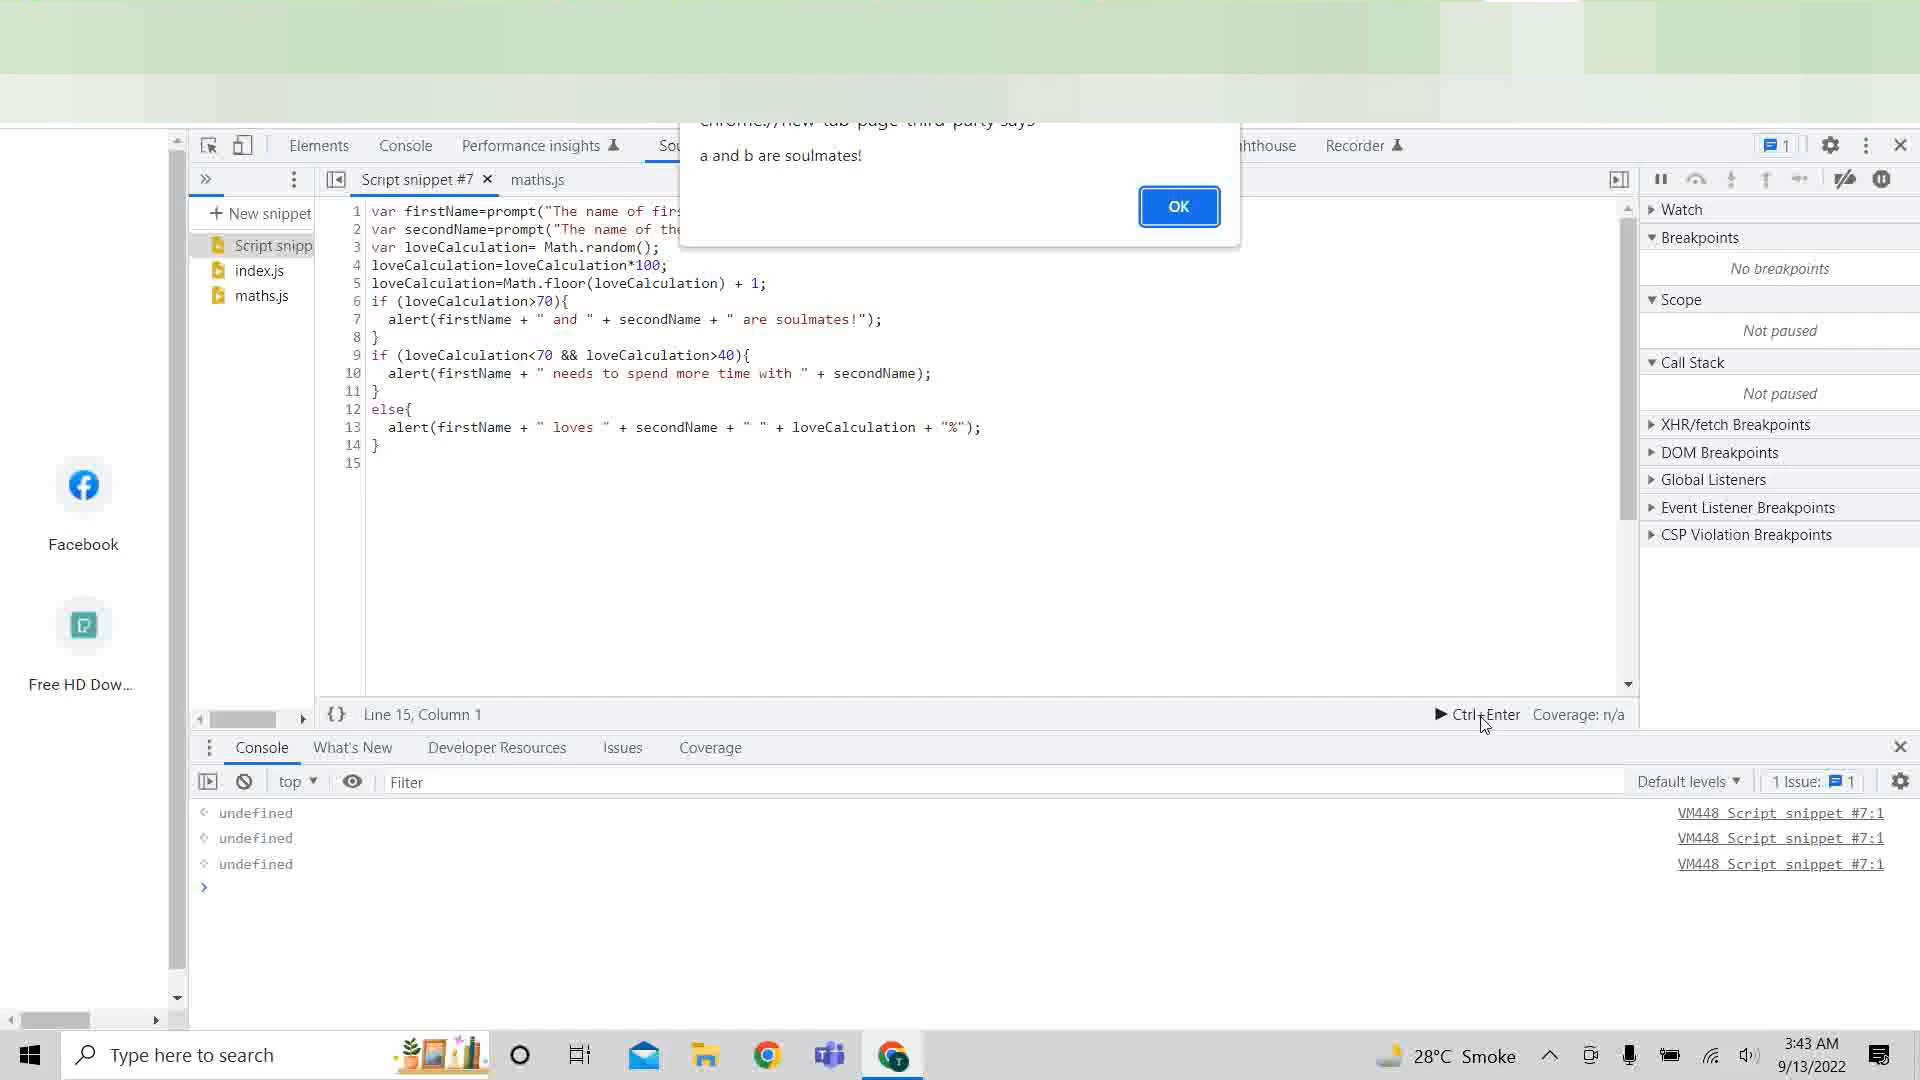 Elements
Console
Performance insights
Sou
hthouse
Recorder
1
a and b are soulmates!
OK
Script snippet #7
maths.js
New snippet
Script snipp
index.js
maths.js
1 var firstName=prompt("The name of firs
2 var secondName=prompt("The name of the
3 var loveCalculation= Math.random();
4 loveCalculation=loveCalculation*100;
5 loveCalculation=Math.floor(loveCalculation) + 1;
6 if (loveCalculation>70){
7 alert(firstName + " and " + secondName + " are soulmates!");
8 }
9 if (loveCalculation<70 && loveCalculation>40){
10 alert(firstName + " needs to spend more time with " + secondName);
11 }
12 else{
13 alert(firstName + " loves " + secondName + " " + loveCalculation + "%");
14 }
15
Watch
Breakpoints
No breakpoints
Scope
Not paused
Call Stack
Not paused
XHR/fetch Breakpoints
DOM Breakpoints
Global Listeners
Event Listener Breakpoints
CSP Violation Breakpoints
Facebook
Free HD Dow...
{} Line 15, Column 1
Ctrl+Enter
Coverage: n/a
Console
What's New
Developer Resources
Issues
Coverage
top
Filter
Default levels
1 Issue: 1
undefined
VM448 Script snippet #7:1
undefined
VM448 Script snippet #7:1
undefined
VM448 Script snippet #7:1
Type here to search
28°C Smoke
3:43 AM
9/13/2022